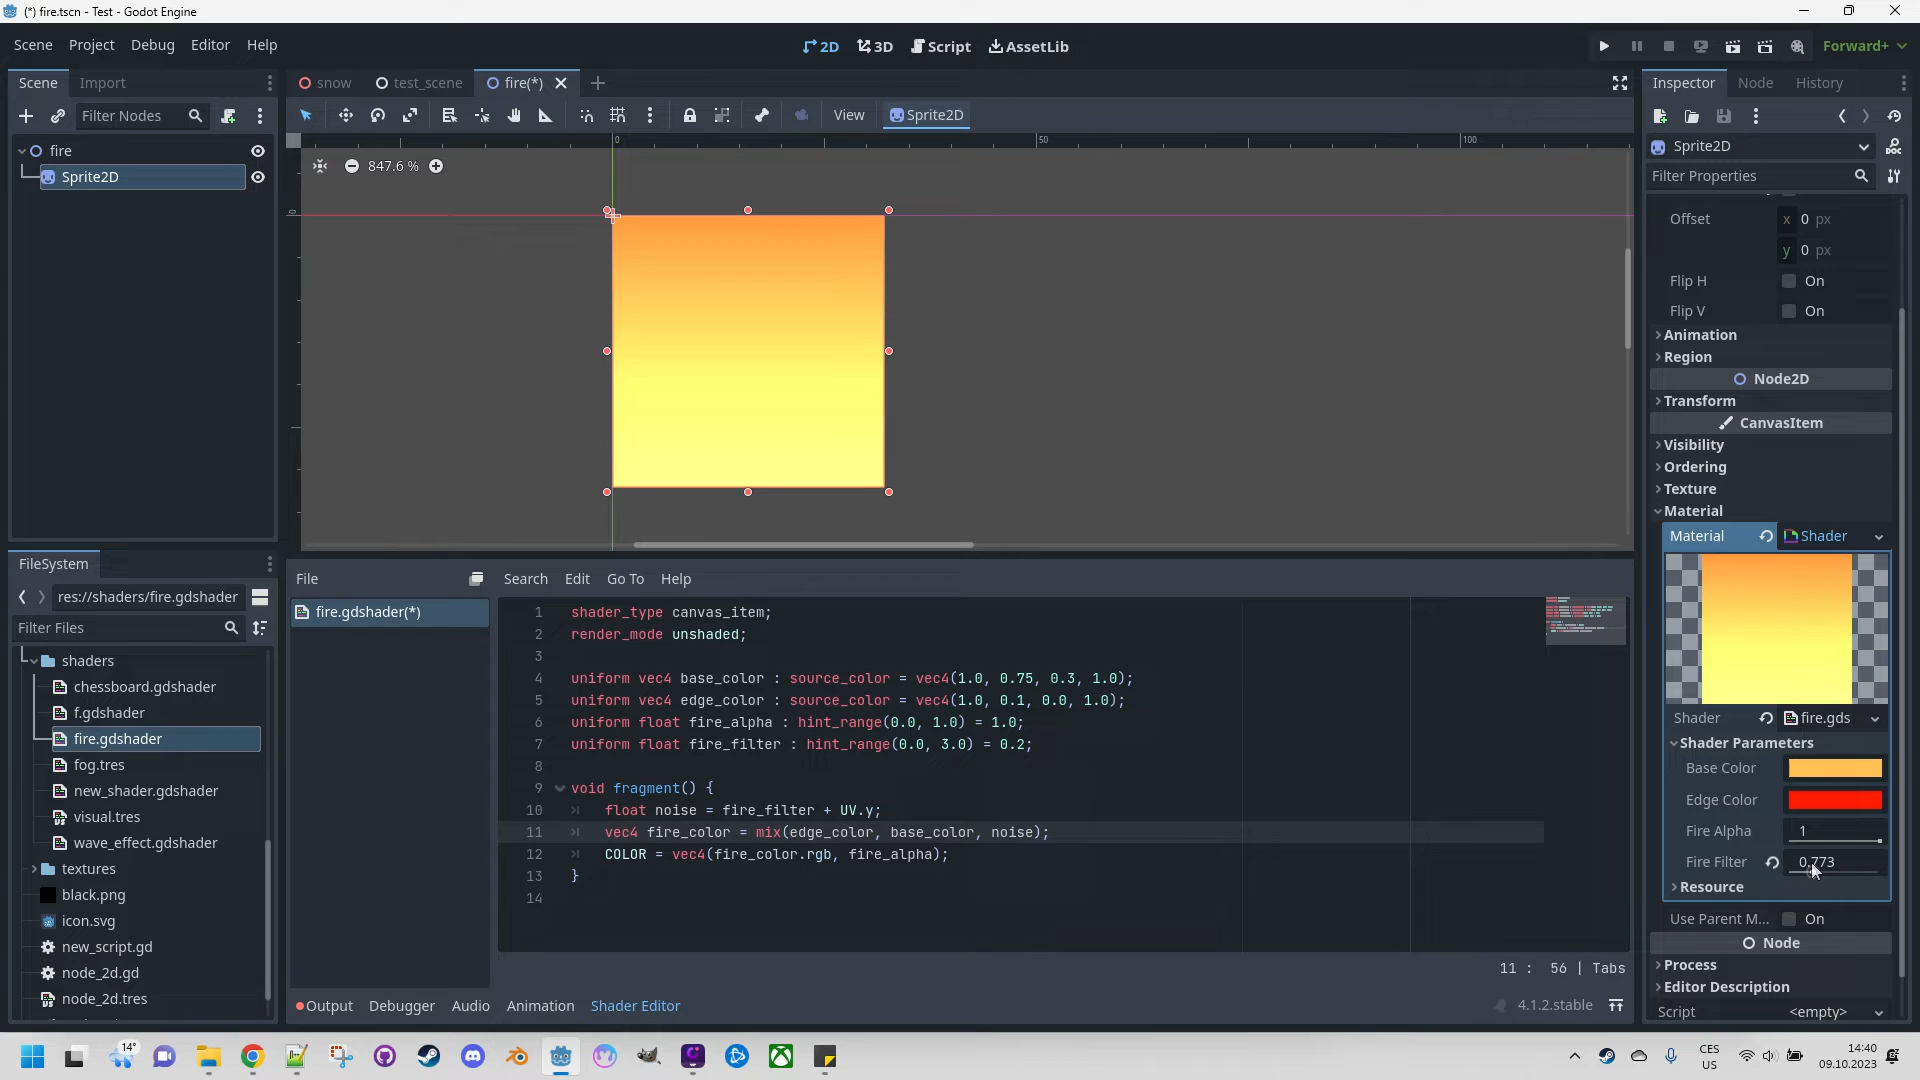 (*) fire.tscn - Test - Godot Engine
Scene Project Debug Editor Help
2D 3D Script AssetLib
Forward+
Scene Import
snow test_scene fire(*)
Inspector Node History
Filter Nodes
View Sprite2D
fire
Sprite2D
0 50 100
0
847.6 %
Sprite2D
Filter Properties
Offset x 0 px
y 0 px
Flip H On
Flip V On
Animation
Region
Node2D
Transform
CanvasItem
Visibility
Ordering
Texture
Material
Material Shader
Shader fire.gds
Shader Parameters
Base Color
Edge Color
Fire Alpha 1
Fire Filter 0.773
Resource
Use Parent M... On
Node
Process
Editor Description
Script <empty>
FileSystem
res://shaders/fire.gdshader
Filter Files
shaders
chessboard.gdshader
f.gdshader
fire.gdshader
fog.tres
new_shader.gdshader
visual.tres
wave_effect.gdshader
textures
black.png
icon.svg
new_script.gd
node_2d.gd
node_2d.tres
File Search Edit Go To Help
fire.gdshader(*)
1 shader_type canvas_item;
2 render_mode unshaded;
3
4 uniform vec4 base_color : source_color = vec4(1.0, 0.75, 0.3, 1.0);
5 uniform vec4 edge_color : source_color = vec4(1.0, 0.1, 0.0, 1.0);
6 uniform float fire_alpha : hint_range(0.0, 1.0) = 1.0;
7 uniform float fire_filter : hint_range(0.0, 3.0) = 0.2;
8
9 void fragment() {
10 float noise = fire_filter + UV.y;
11 vec4 fire_color = mix(edge_color, base_color, noise);
12 COLOR = vec4(fire_color.rgb, fire_alpha);
13 }
14
11 : 56 | Tabs
Output Debugger Audio Animation Shader Editor
4.1.2.stable
14°
CES
US
14:40
09.10.2023